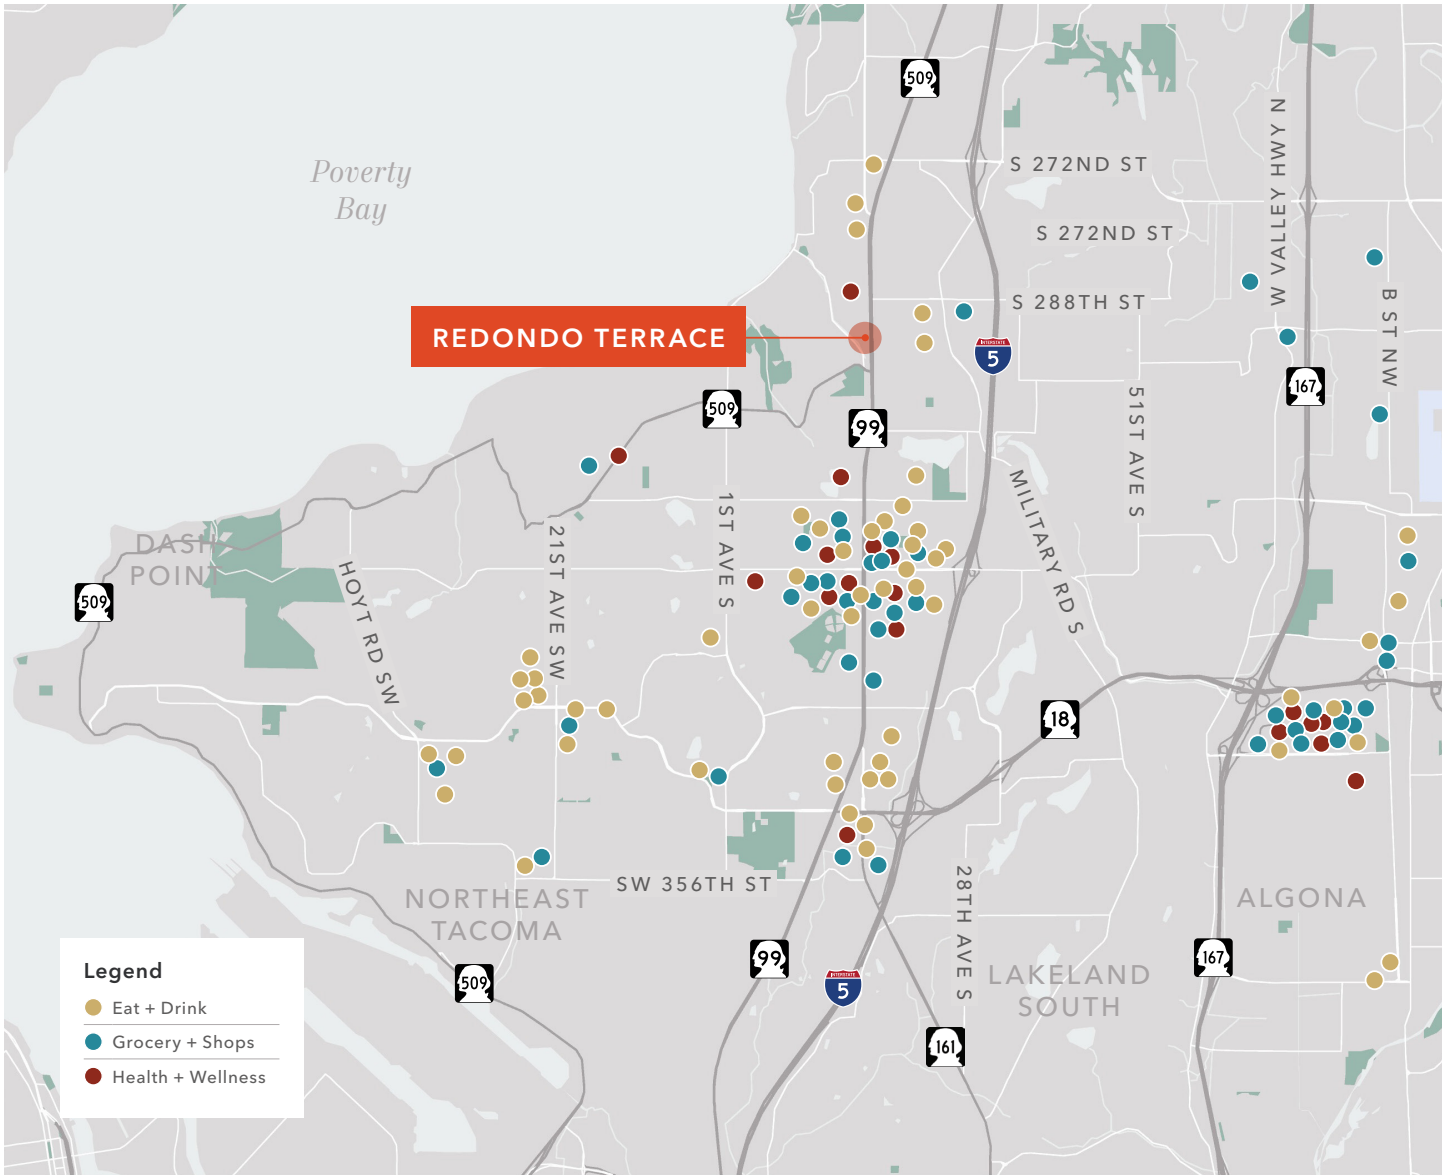 509
S 272ND ST
Poverty
Bay
W VALLEY HWY N
S 272ND ST
S 288TH ST
B ST NW
REDONDO TERRACE
INTERSTATE
5
167
509
99
51ST AVE S
MILITARY RD S
1ST AVE S
21ST AVE SW
DASH
POINT
HOYT RD SW
509
18
SW 356TH ST
28TH AVE S
NORTHEAST
TACOMA
ALGONA
99
INTERSTATE
5
167
LAKELAND
SOUTH
509
161
Legend
Eat + Drink
Grocery + Shops
Health + Wellness